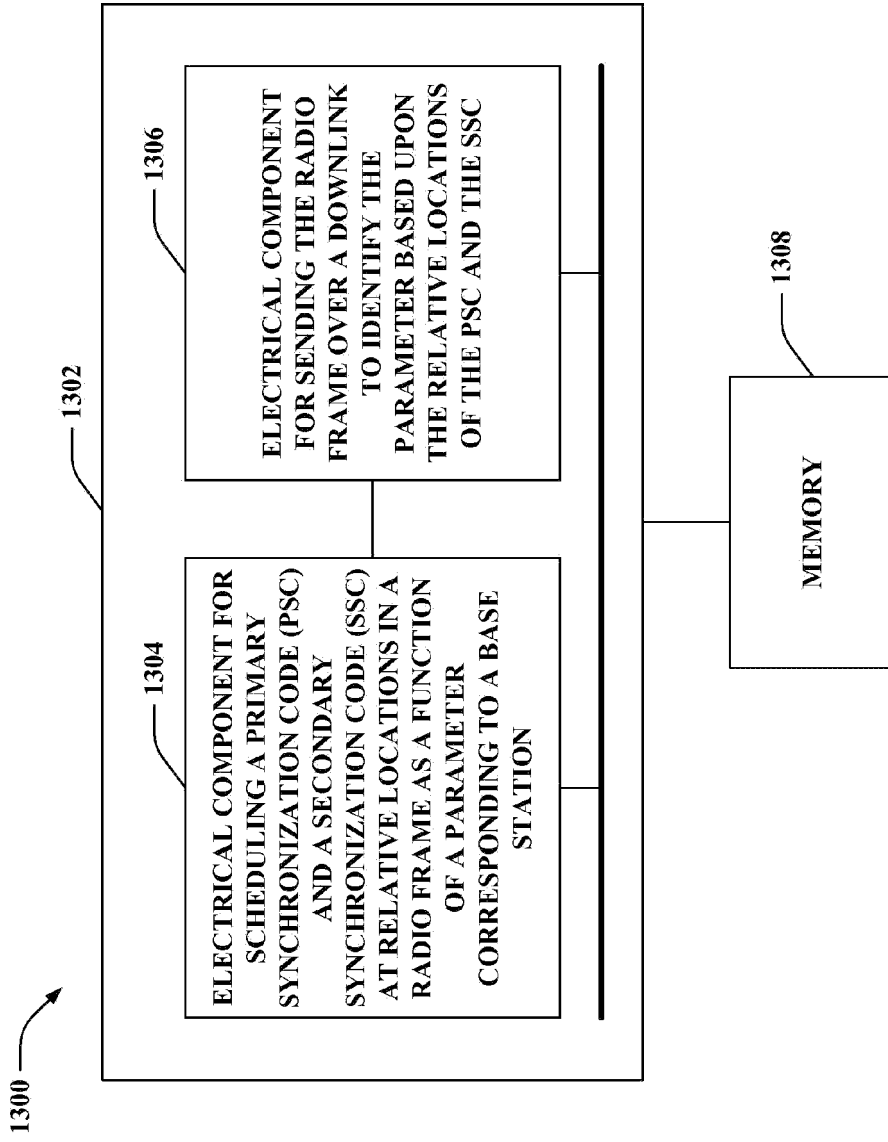 1300
1302
1304
ELECTRICAL COMPONENT FOR
SCHEDULING A PRIMARY
SYNCHRONIZATION CODE (PSC)
AND A SECONDARY
SYNCHRONIZATION CODE (SSC)
AT RELATIVE LOCATIONS IN A
RADIO FRAME AS A FUNCTION
OF A PARAMETER
CORRESPONDING TO A BASE
STATION
1306
ELECTRICAL COMPONENT
FOR SENDING THE RADIO
FRAME OVER A DOWNLINK
TO IDENTIFY THE
PARAMETER BASED UPON
THE RELATIVE LOCATIONS
OF THE PSC AND THE SSC
1308
MEMORY